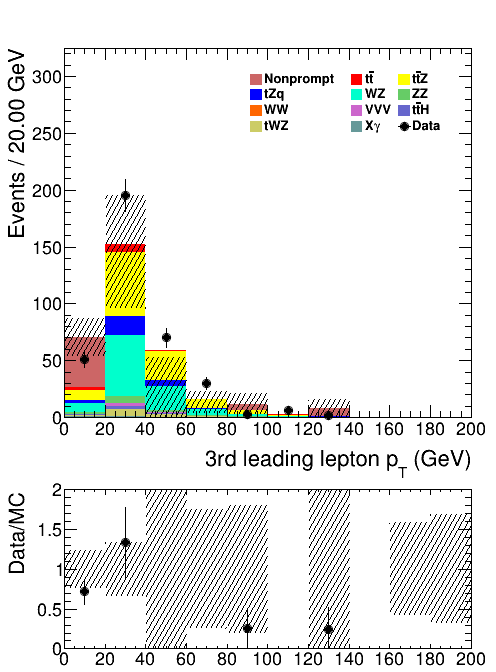 Events / 20.00 GeV
300
250
200
150
100
50
0
Nonprompt tt̄ tt̄Z
tZq WZ ZZ
WW VVV tt̄H
tWZ Xγ Data
0 20 40 60 80 100 120 140 160 180 200
3rd leading lepton p_T (GeV)
Data/MC
2
1.5
1
0.5
0
0 20 40 60 80 100 120 140 160 180 200